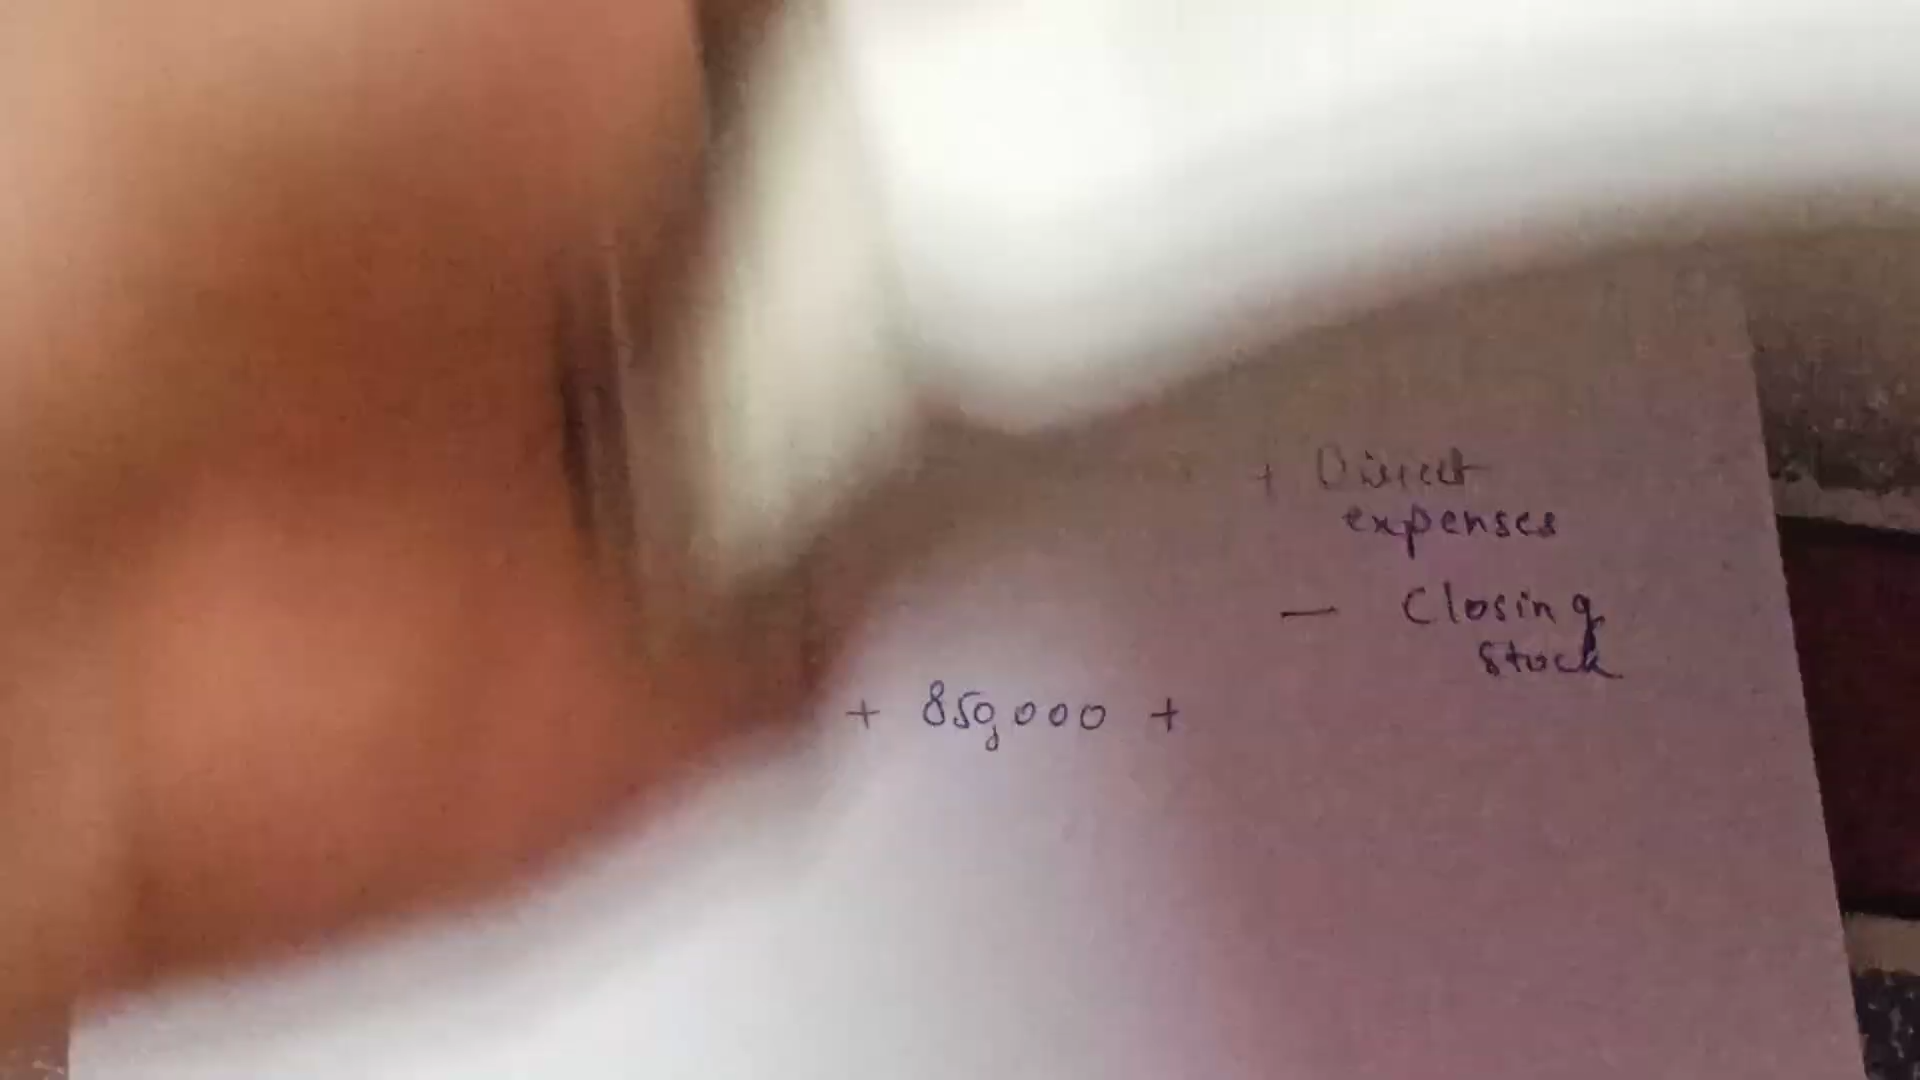 + Direct
expenses
— Closing
stock
+ 850,000 +